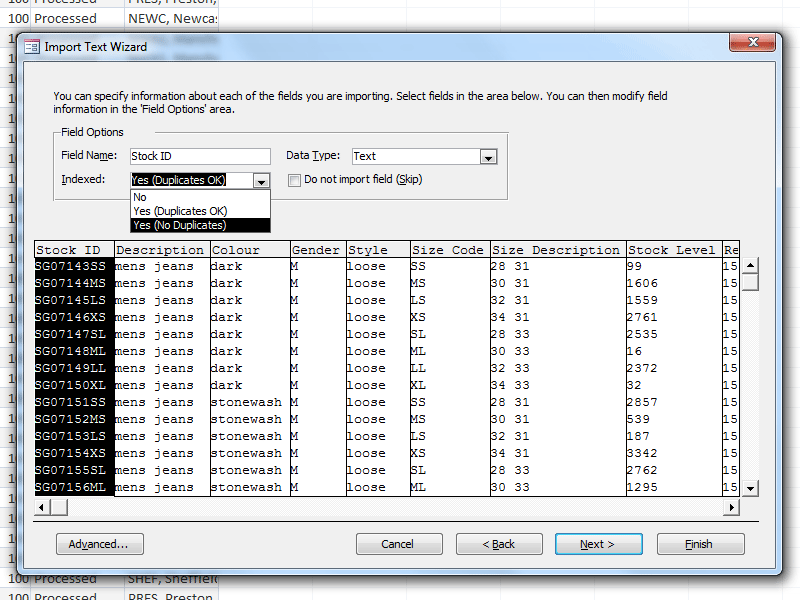 100 Processed PRES, Preston,
100 Processed NEWC, Newcas
Import Text Wizard
You can specify information about each of the fields you are importing. Select fields in the area below. You can then modify field
information in the 'Field Options' area.
Field Options
Field Name: Stock ID Data Type: Text
Indexed: Yes (Duplicates OK) Do not import field (Skip)
No
Yes (Duplicates OK)
Yes (No Duplicates)
Stock ID Description Colour Gender Style Size Code Size Description Stock Level Re
SG07143SS mens jeans dark M loose SS 28 31 99 15
SG07144MS mens jeans dark M loose MS 30 31 1606 15
SG07145LS mens jeans dark M loose LS 32 31 1559 15
SG07146XS mens jeans dark M loose XS 34 31 2761 15
SG07147SL mens jeans dark M loose SL 28 33 2535 15
SG07148ML mens jeans dark M loose ML 30 33 16 15
SG07149LL mens jeans dark M loose LL 32 33 2372 15
SG07150XL mens jeans dark M loose XL 34 33 32 15
SG07151SS mens jeans stonewash M loose SS 28 31 2857 15
SG07152MS mens jeans stonewash M loose MS 30 31 539 15
SG07153LS mens jeans stonewash M loose LS 32 31 187 15
SG07154XS mens jeans stonewash M loose XS 34 31 3342 15
SG07155SL mens jeans stonewash M loose SL 28 33 2762 15
SG07156ML mens jeans stonewash M loose ML 30 33 1295 15
Advanced... Cancel < Back Next > Finish
100 Processed SHEF, Sheffield
100 Processed PRES, Preston,